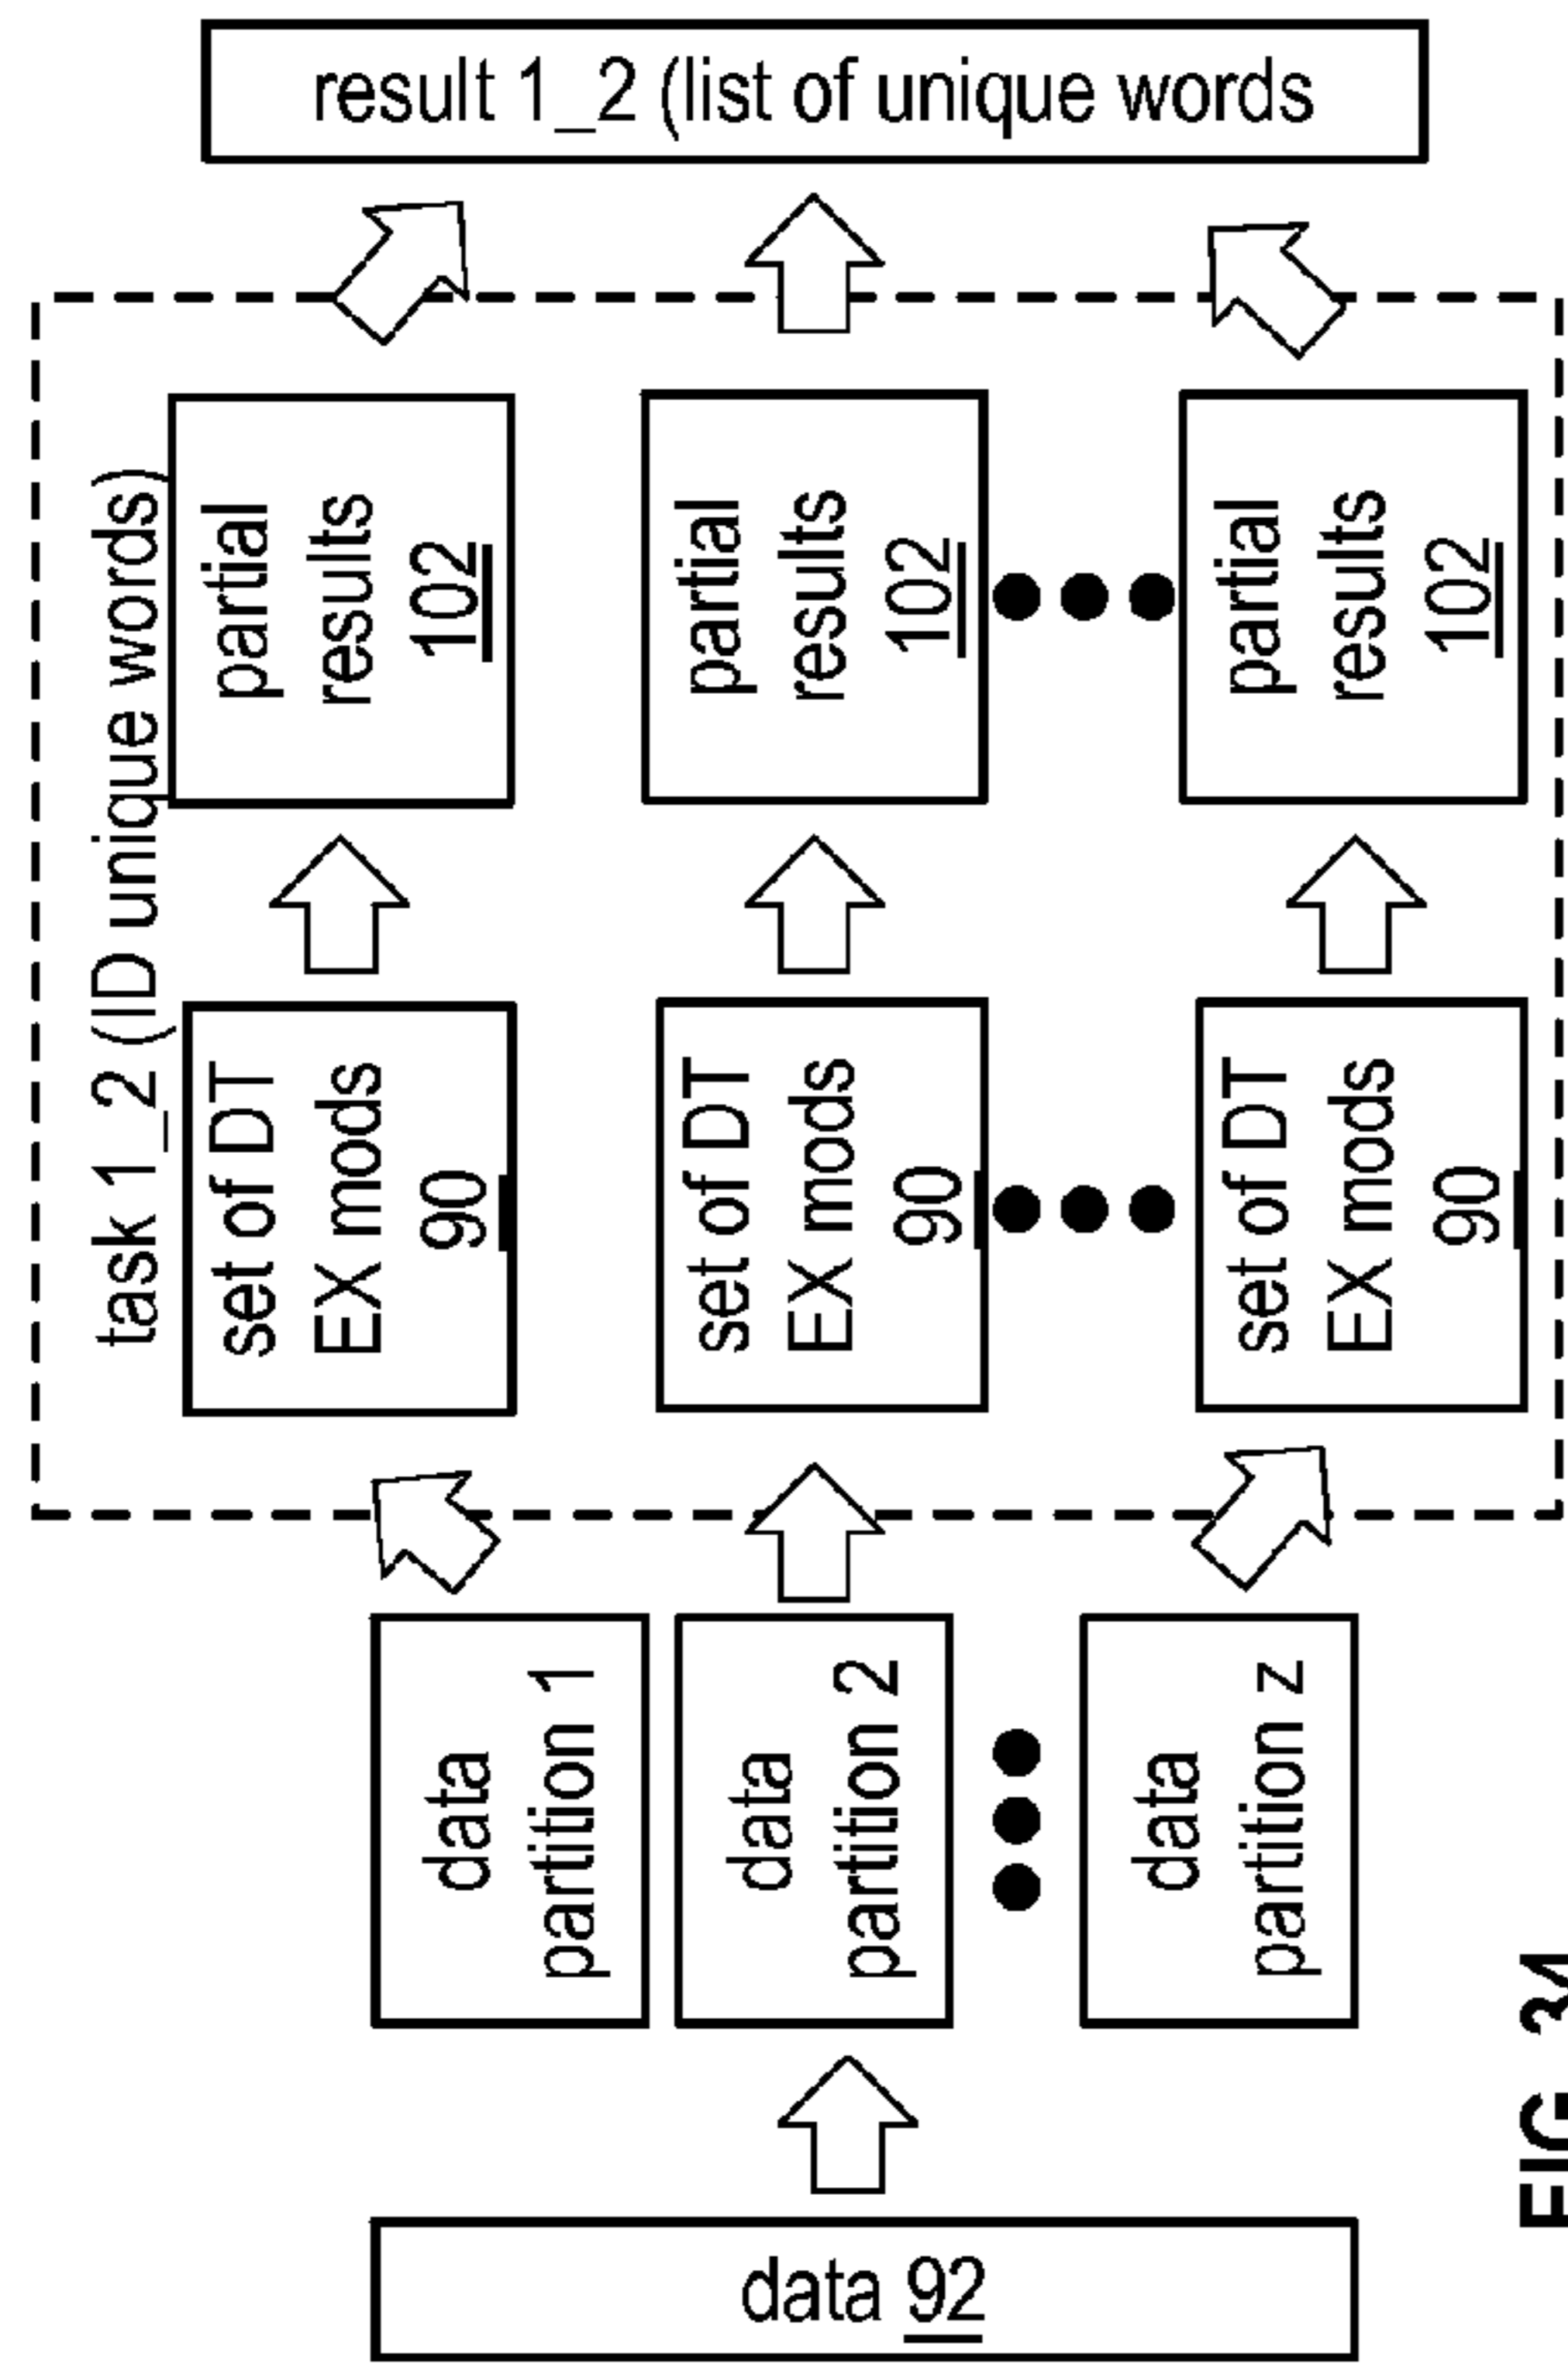 task 1_2 (ID unique words)
data 92
data
partition 1
data
partition 2
data
partition z
set of DT
EX mods
90
set of DT
EX mods
90
set of DT
EX mods
90
partial
results
102
partial
results
102
partial
results
102
result 1_2 (list of unique words
FIG